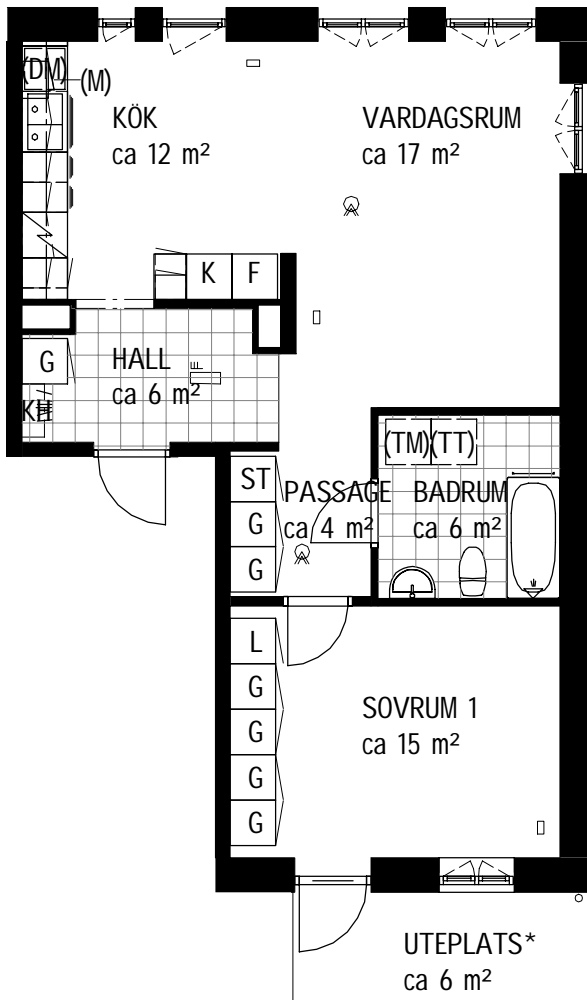 (DM)
(M)
KÖK
ca 12 m²
VARDAGSRUM
ca 17 m²
K
F
G
HALL
ca 6 m²
KH
ST
G
G
PASSAGE
ca 4 m²
(TM)
(TT)
BADRUM
ca 6 m²
L
G
G
G
G
SOVRUM 1
ca 15 m²
UTEPLATS*
ca 6 m²